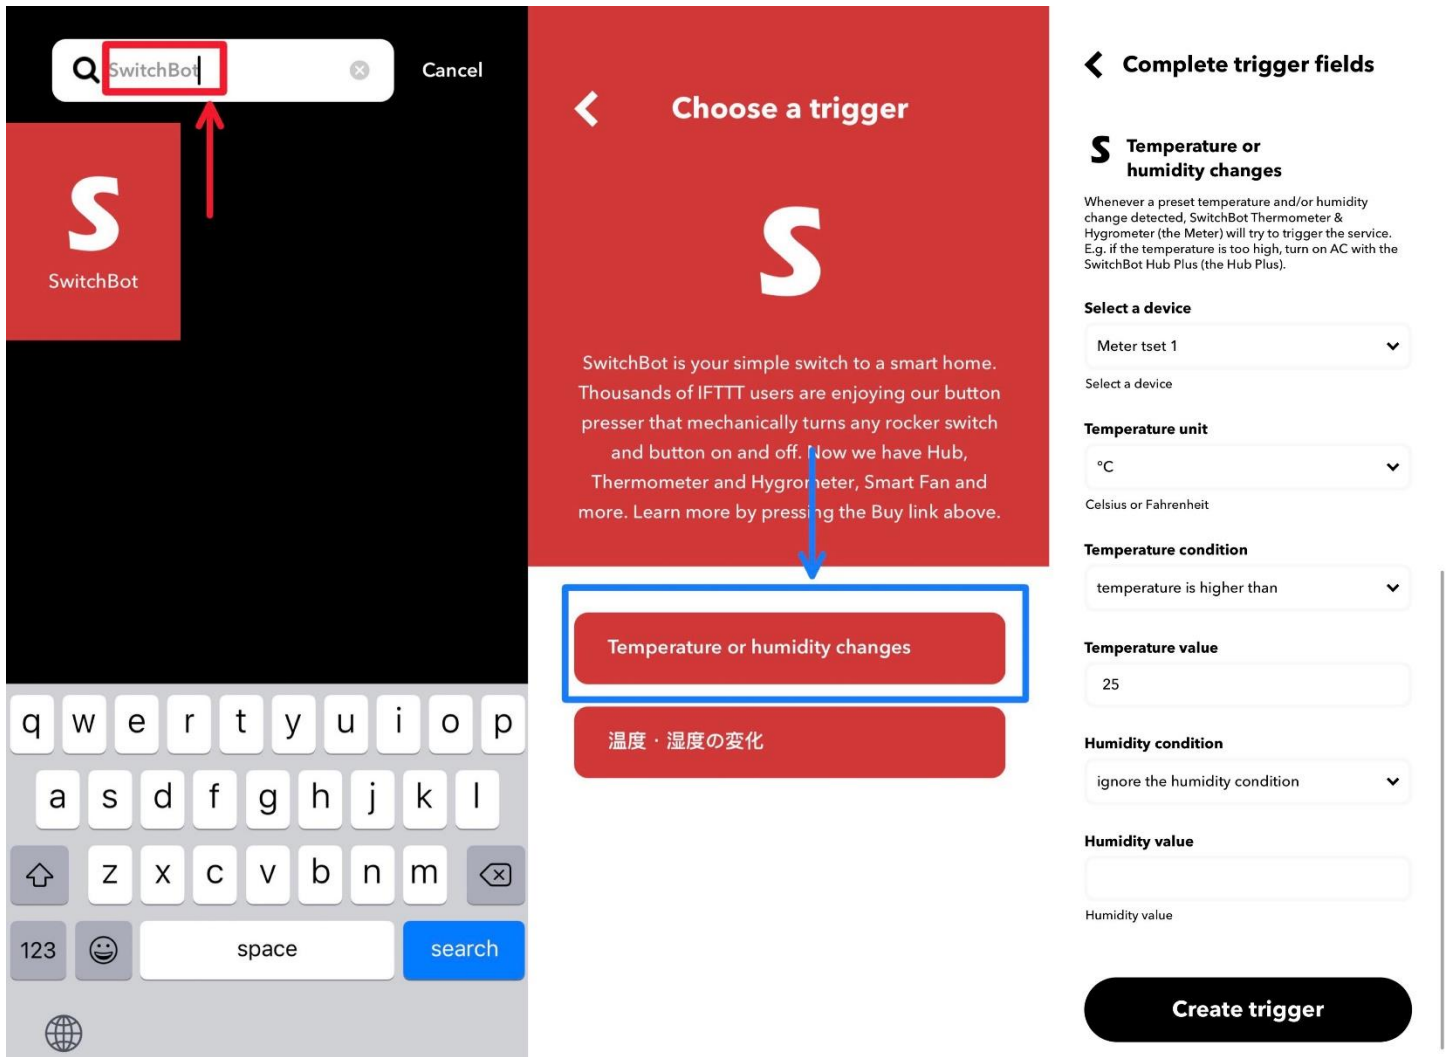 SwitchBot
Cancel
SwitchBot
q w e r t y u i o p
a s d f g h j k l
z x c v b n m
123
space
search
Choose a trigger
SwitchBot is your simple switch to a smart home.
Thousands of IFTTT users are enjoying our button
presser that mechanically turns any rocker switch
and button on and off. Now we have Hub,
Thermometer and Hygrometer, Smart Fan and
more. Learn more by pressing the Buy link above.
Temperature or humidity changes
温度・湿度の変化
Complete trigger fields
Temperature or
humidity changes
Whenever a preset temperature and/or humidity
change detected, SwitchBot Thermometer &
Hygrometer (the Meter) will try to trigger the service.
E.g. if the temperature is too high, turn on AC with the
SwitchBot Hub Plus (the Hub Plus).
Select a device
Meter tset 1
Select a device
Temperature unit
°C
Celsius or Fahrenheit
Temperature condition
temperature is higher than
Temperature value
25
Humidity condition
ignore the humidity condition
Humidity value
Humidity value
Create trigger